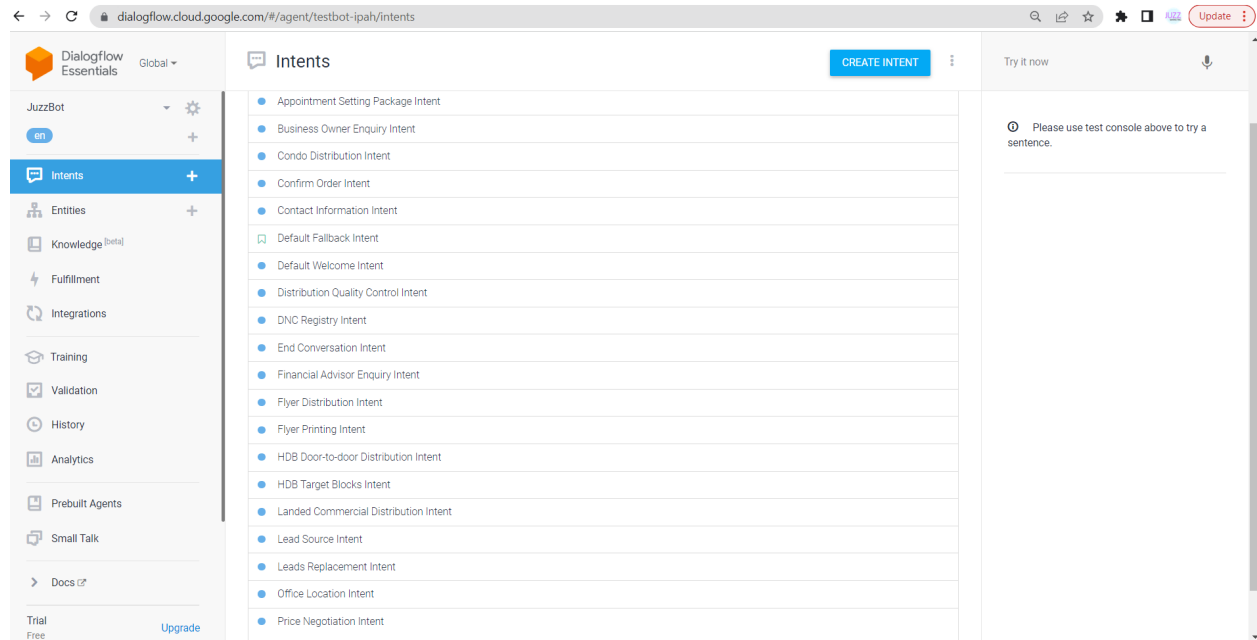 dialogflow.cloud.google.com/#/agent/testbot-ipah/intents
Update
Dialogflow
Essentials
Global
Intents
CREATE INTENT
Try it now
JuzzBot
en
Intents
Entities
Knowledge [beta]
Fulfillment
Integrations
Training
Validation
History
Analytics
Prebuilt Agents
Small Talk
Docs
Trial
Free
Upgrade
Appointment Setting Package Intent
Business Owner Enquiry Intent
Condo Distribution Intent
Confirm Order Intent
Contact Information Intent
Default Fallback Intent
Default Welcome Intent
Distribution Quality Control Intent
DNC Registry Intent
End Conversation Intent
Financial Advisor Enquiry Intent
Flyer Distribution Intent
Flyer Printing Intent
HDB Door-to-door Distribution Intent
HDB Target Blocks Intent
Landed Commercial Distribution Intent
Lead Source Intent
Leads Replacement Intent
Office Location Intent
Price Negotiation Intent
Please use test console above to try a
sentence.